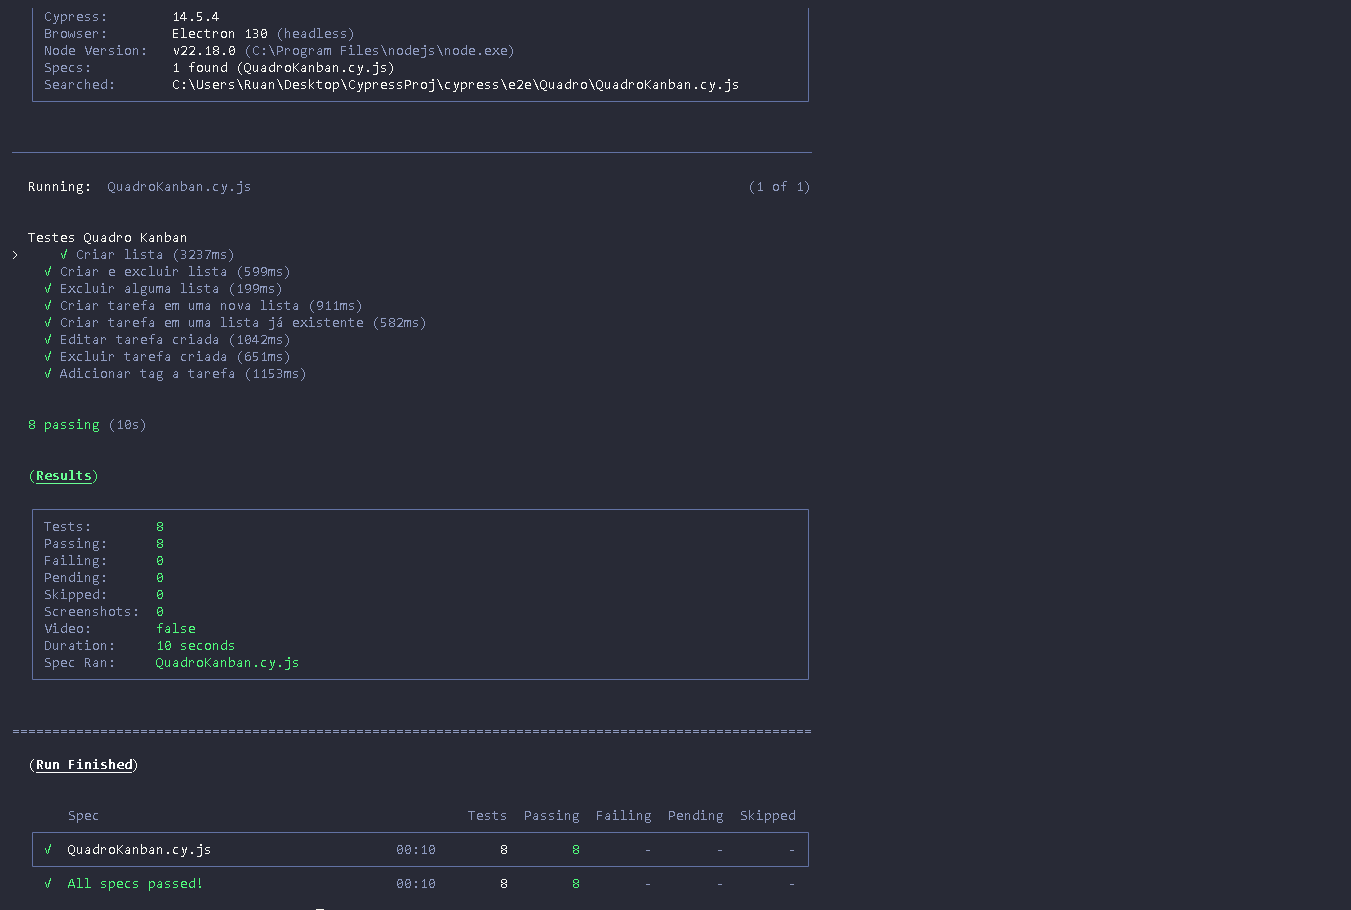 Cypress: 14.5.4
Browser: Electron 130 (headless)
Node Version: v22.18.0 (C:\Program Files\nodejs\node.exe)
Specs: 1 found (QuadroKanban.cy.js)
Searched: C:\Users\Ruan\Desktop\CypressProj\cypress\e2e\Quadro\QuadroKanban.cy.js
Running: QuadroKanban.cy.js (1 of 1)
Testes Quadro Kanban
> √ Criar lista (3237ms)
√ Criar e excluir lista (599ms)
√ Excluir alguma lista (199ms)
√ Criar tarefa em uma nova lista (911ms)
√ Criar tarefa em uma lista já existente (582ms)
√ Editar tarefa criada (1042ms)
√ Excluir tarefa criada (651ms)
√ Adicionar tag a tarefa (1153ms)
8 passing (10s)
(Results)
Tests: 8
Passing: 8
Failing: 0
Pending: 0
Skipped: 0
Screenshots: 0
Video: false
Duration: 10 seconds
Spec Ran: QuadroKanban.cy.js
====================================================================================================
(Run Finished)
Spec Tests Passing Failing Pending Skipped
√ QuadroKanban.cy.js 00:10 8 8 - - -
√ All specs passed! 00:10 8 8 - - -